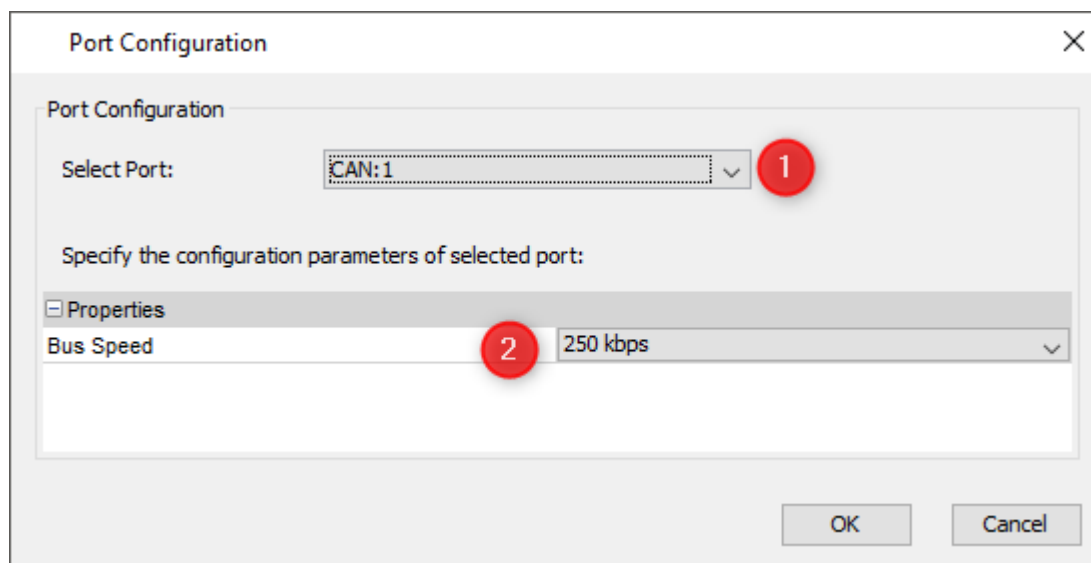 Port Configuration
Port Configuration
Select Port:
CAN:1
1
Specify the configuration parameters of selected port:
Properties
Bus Speed
2
250 kbps
OK
Cancel